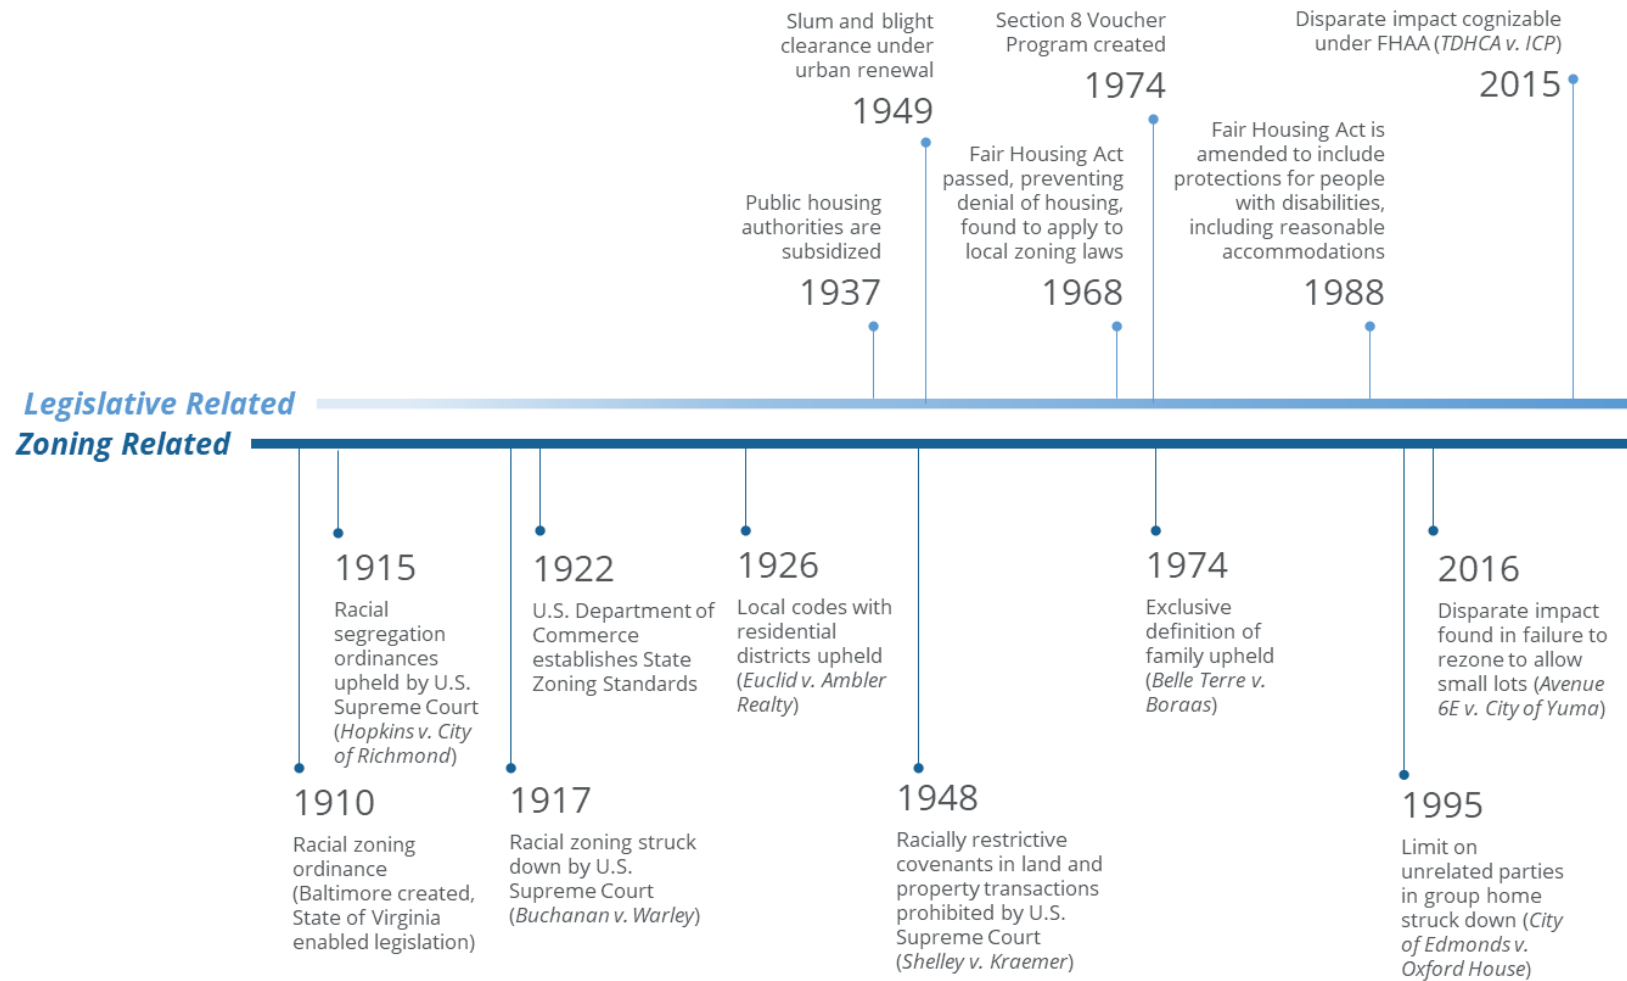 Slum and blight
clearance under
urban renewal
1949
Section 8 Voucher
Program created
1974
Disparate impact cognizable
under FHAA (TDHCA v. ICP)
2015
Public housing
authorities are
subsidized
1937
Fair Housing Act
passed, preventing
denial of housing,
found to apply to
local zoning laws
1968
Fair Housing Act is
amended to include
protections for people
with disabilities,
including reasonable
accommodations
1988
Legislative Related
Zoning Related
1915
Racial
segregation
ordinances
upheld by U.S.
Supreme Court
(Hopkins v. City
of Richmond)
1922
U.S. Department of
Commerce
establishes State
Zoning Standards
1926
Local codes with
residential
districts upheld
(Euclid v. Ambler
Realty)
1974
Exclusive
definition of
family upheld
(Belle Terre v.
Boraas)
2016
Disparate impact
found in failure to
rezone to allow
small lots (Avenue
6E v. City of Yuma)
1910
Racial zoning
ordinance
(Baltimore created,
State of Virginia
enabled legislation)
1917
Racial zoning struck
down by U.S.
Supreme Court
(Buchanan v. Warley)
1948
Racially restrictive
covenants in land and
property transactions
prohibited by U.S.
Supreme Court
(Shelley v. Kraemer)
1995
Limit on
unrelated parties
in group home
struck down (City
of Edmonds v.
Oxford House)